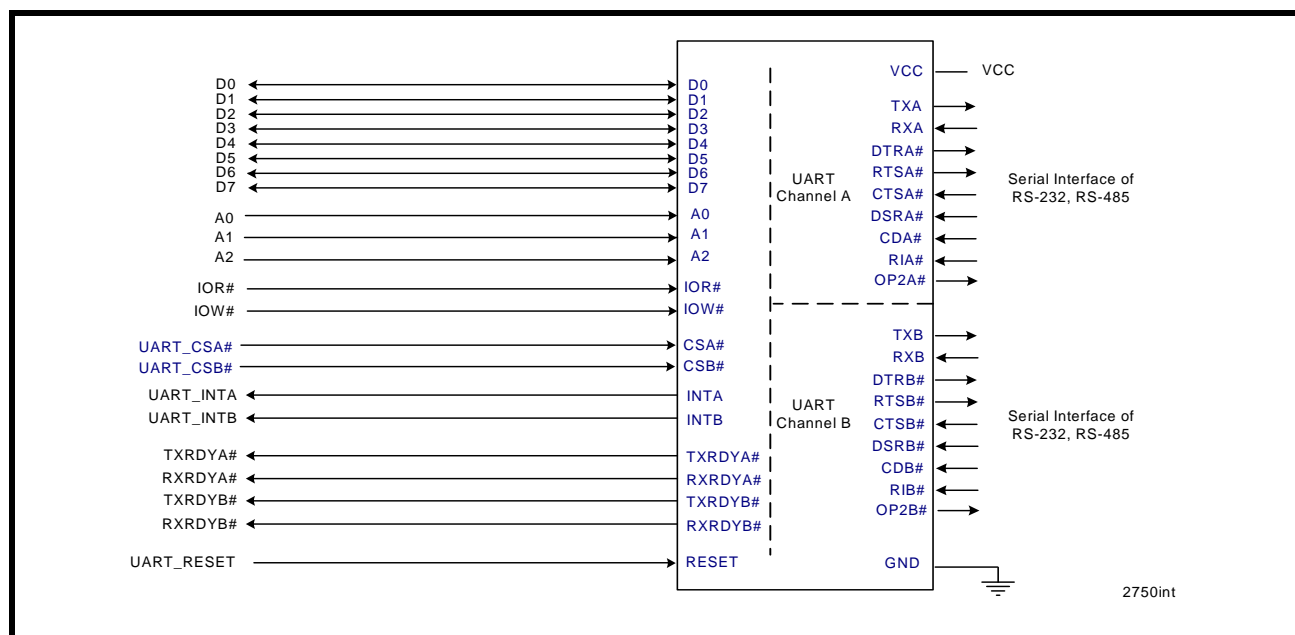 D0
D1
D2
D3
D4
D5
D6
D7
A0
A1
A2
IOR#
IOW#
UART_CSA#
UART_CSB#
UART_INTA
UART_INTB
TXRDYA#
RXRDYA#
TXRDYB#
RXRDYB#
UART_RESET
D0
D1
D2
D3
D4
D5
D6
D7
A0
A1
A2
IOR#
IOW#
CSA#
CSB#
INTA
INTB
TXRDYA#
RXRDYA#
TXRDYB#
RXRDYB#
RESET
UART
Channel A
UART
Channel B
VCC
TXA
RXA
DTRA#
RTSA#
CTSA#
DSRA#
CDA#
RIA#
OP2A#
TXB
RXB
DTRB#
RTSB#
CTSB#
DSRB#
CDB#
RIB#
OP2B#
GND
VCC
Serial Interface of
RS-232, RS-485
Serial Interface of
RS-232, RS-485
2750int